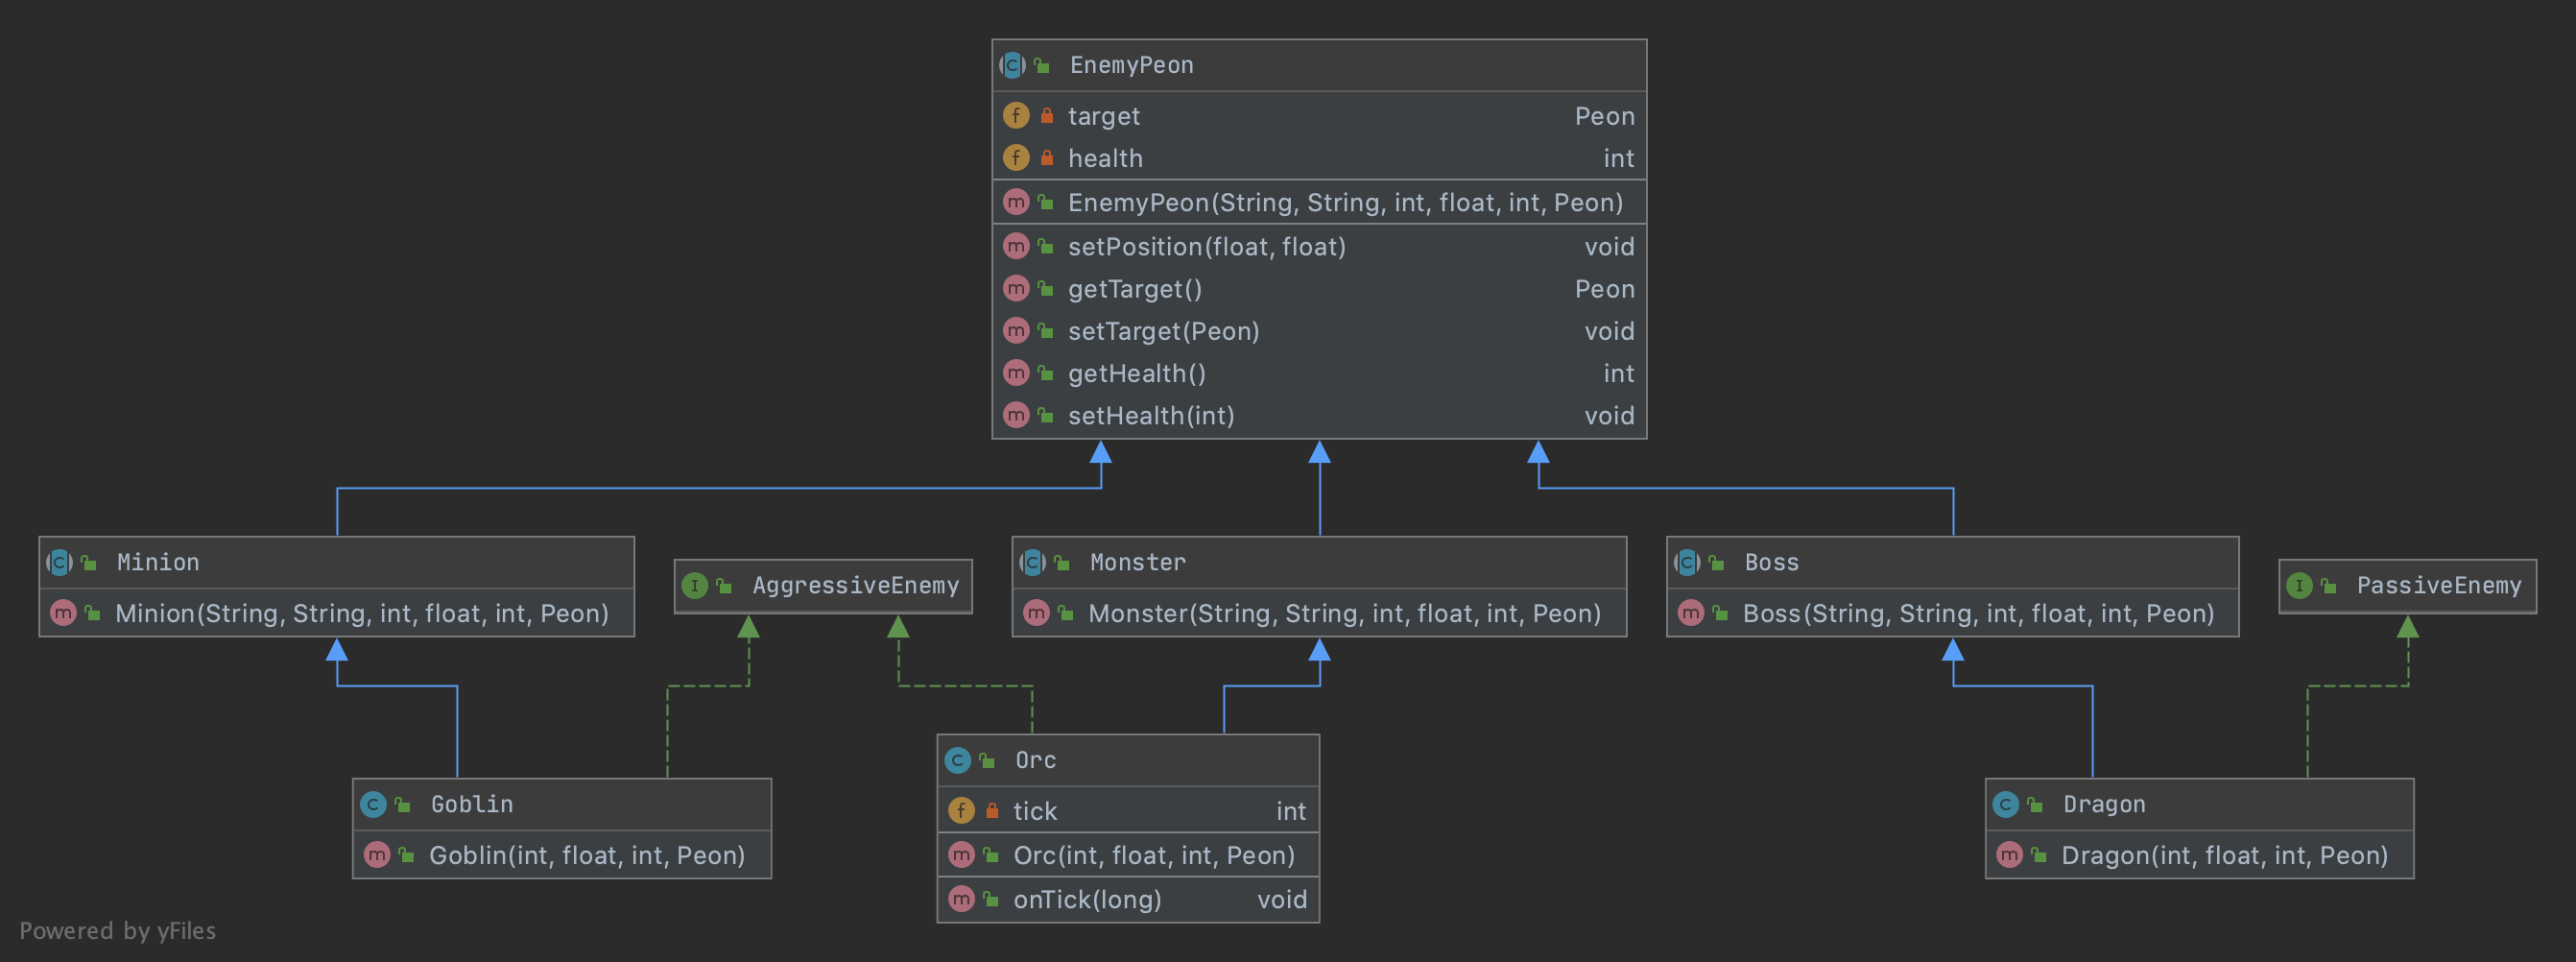 EnemyPeon
target Peon
health int
EnemyPeon(String, String, int, float, int, Peon)
setPosition(float, float) void
getTarget() Peon
setTarget(Peon) void
getHealth() int
setHealth(int) void
Minion
Minion(String, String, int, float, int, Peon)
AggressiveEnemy
Monster
Monster(String, String, int, float, int, Peon)
Boss
Boss(String, String, int, float, int, Peon)
PassiveEnemy
Goblin
Goblin(int, float, int, Peon)
Orc
tick int
Orc(int, float, int, Peon)
onTick(long) void
Dragon
Dragon(int, float, int, Peon)
Powered by yFiles